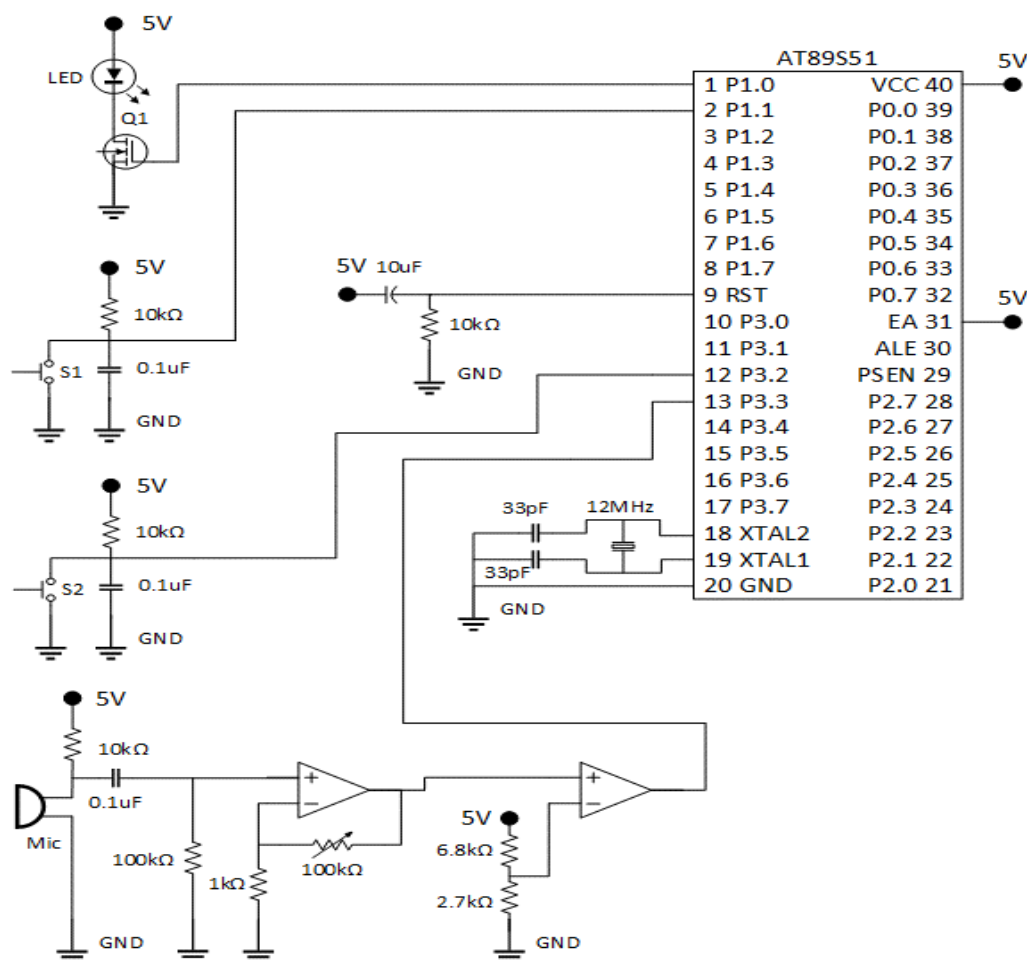 5V
LED
Q1
AT89S51
5V
1 P1.0 VCC 40
2 P1.1 P0.0 39
3 P1.2 P0.1 38
4 P1.3 P0.2 37
5 P1.4 P0.3 36
6 P1.5 P0.4 35
7 P1.6 P0.5 34
8 P1.7 P0.6 33
9 RST P0.7 32
10 P3.0 EA 31
11 P3.1 ALE 30
12 P3.2 PSEN 29
13 P3.3 P2.7 28
14 P3.4 P2.6 27
15 P3.5 P2.5 26
16 P3.6 P2.4 25
17 P3.7 P2.3 24
18 XTAL2 P2.2 23
19 XTAL1 P2.1 22
20 GND P2.0 21
5V
5V 10uF
10kΩ
GND
5V
10kΩ
S1
0.1uF
GND
5V
10kΩ
S2
0.1uF
GND
33pF
12MHz
33pF
GND
5V
10kΩ
0.1uF
Mic
100kΩ
1kΩ
100kΩ
5V
6.8kΩ
2.7kΩ
GND
GND